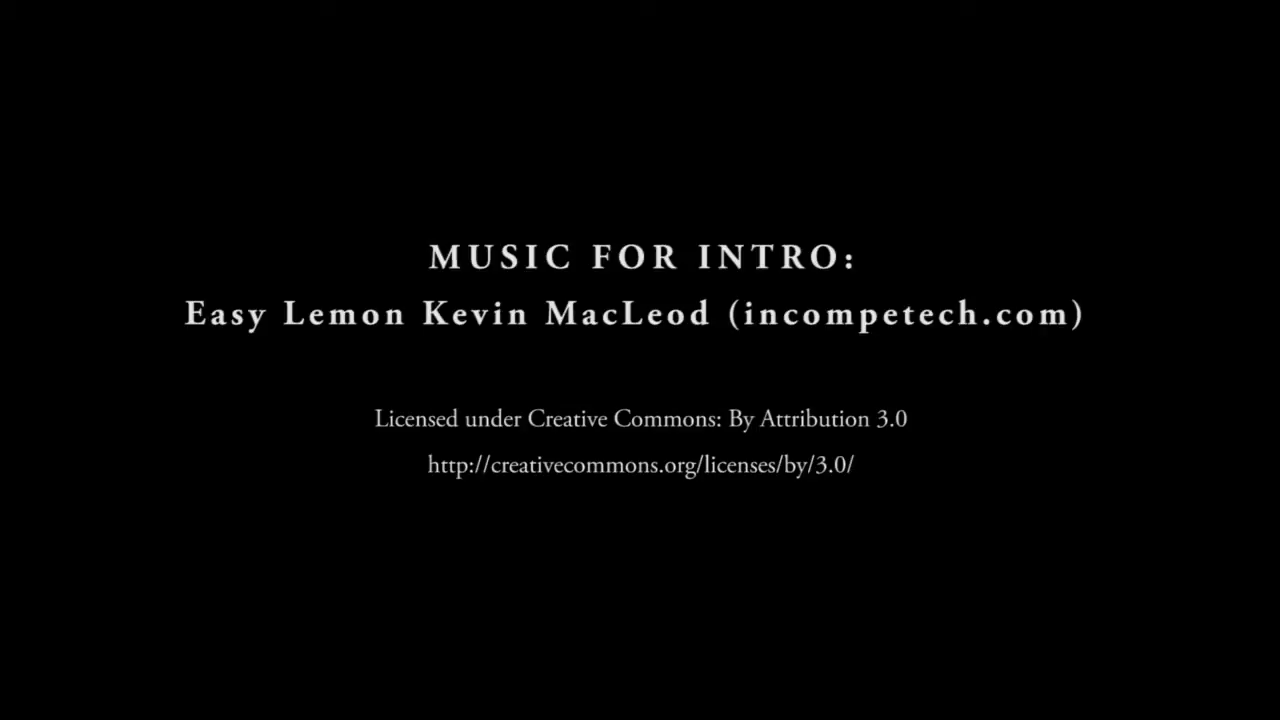 MUSIC FOR INTRO:
Easy Lemon Kevin MacLeod (incompetech.com)
Licensed under Creative Commons: By Attribution 3.0
http://creativecommons.org/licenses/by/3.0/